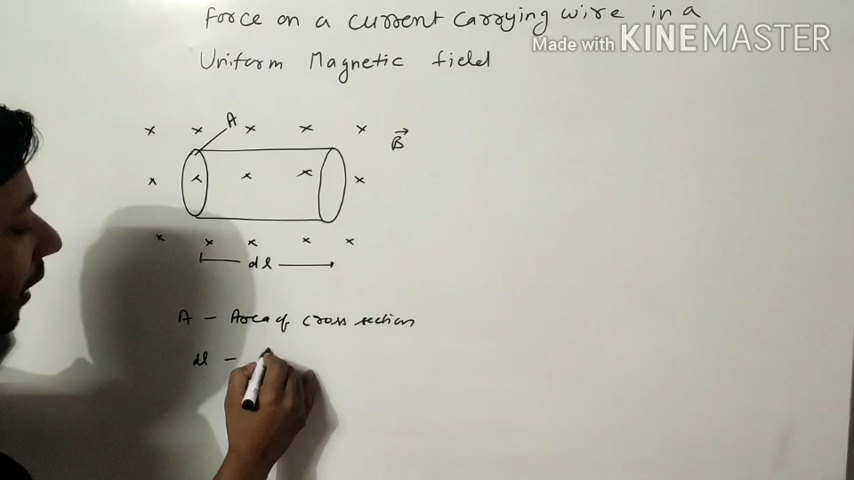 Force on a current carrying wire in a
Made with KINEMASTER
Uniform Magnetic field
A
x x x x x
B⃗
x x x x x
x x x x x
dl
A – Area of cross section
dl –